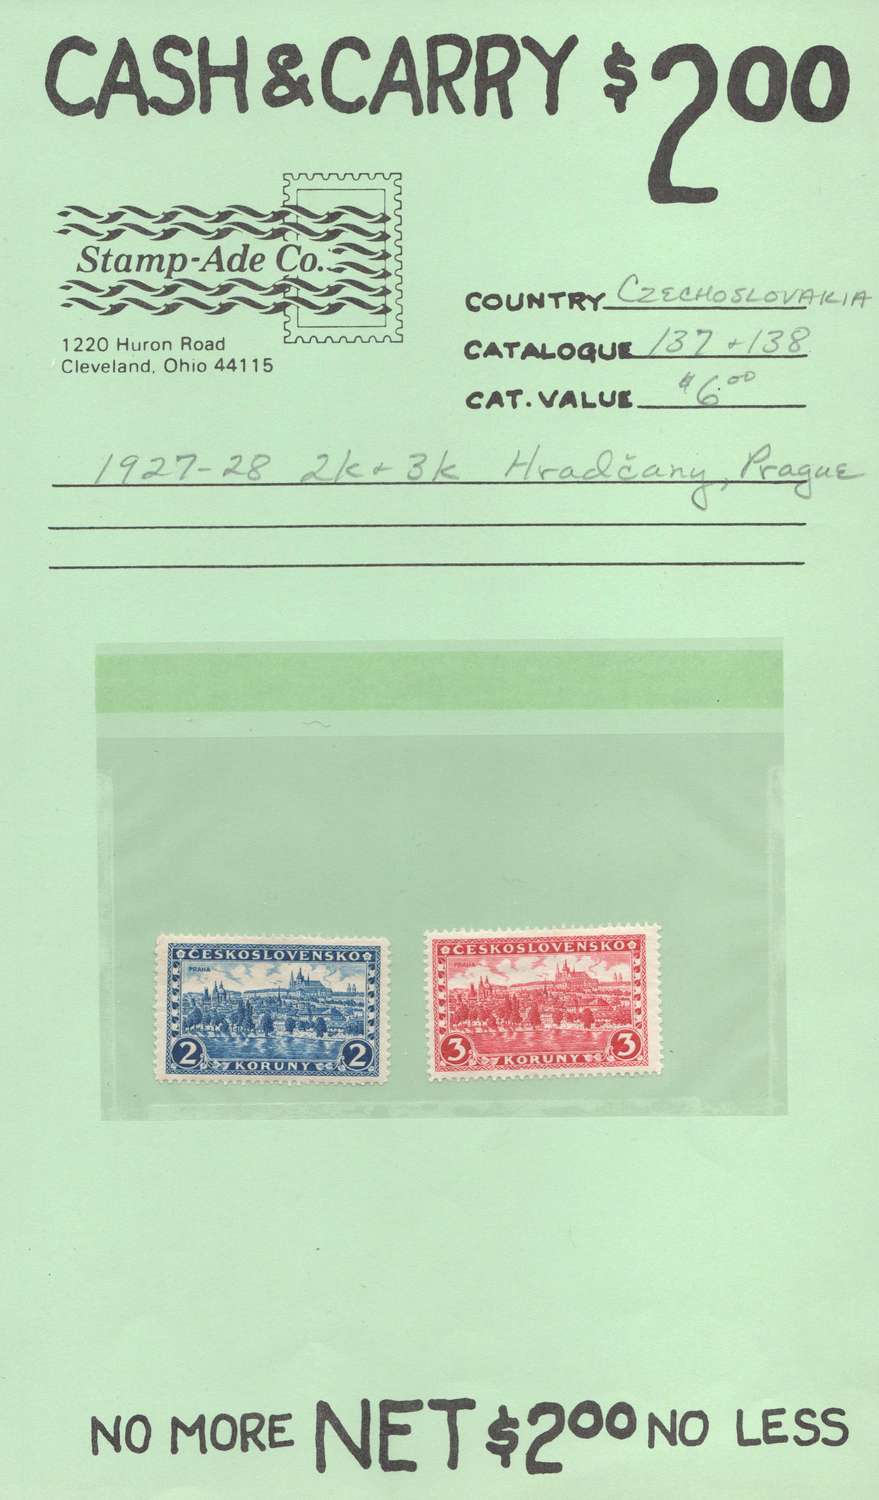 CASH & CARRY $2.00
Stamp-Ade Co.
1220 Huron Road
Cleveland, Ohio 44115
COUNTRY CZECHOSLOVAKIA
CATALOGUE 137 + 138
CAT. VALUE $6.00
1927-28 2k + 3k Hradčany, Prague
ČESKOSLOVENSKO
PRAHA
2 KORUNY 2
ČESKOSLOVENSKO
PRAHA
3 KORUNY 3
NO MORE NET $2.00 NO LESS